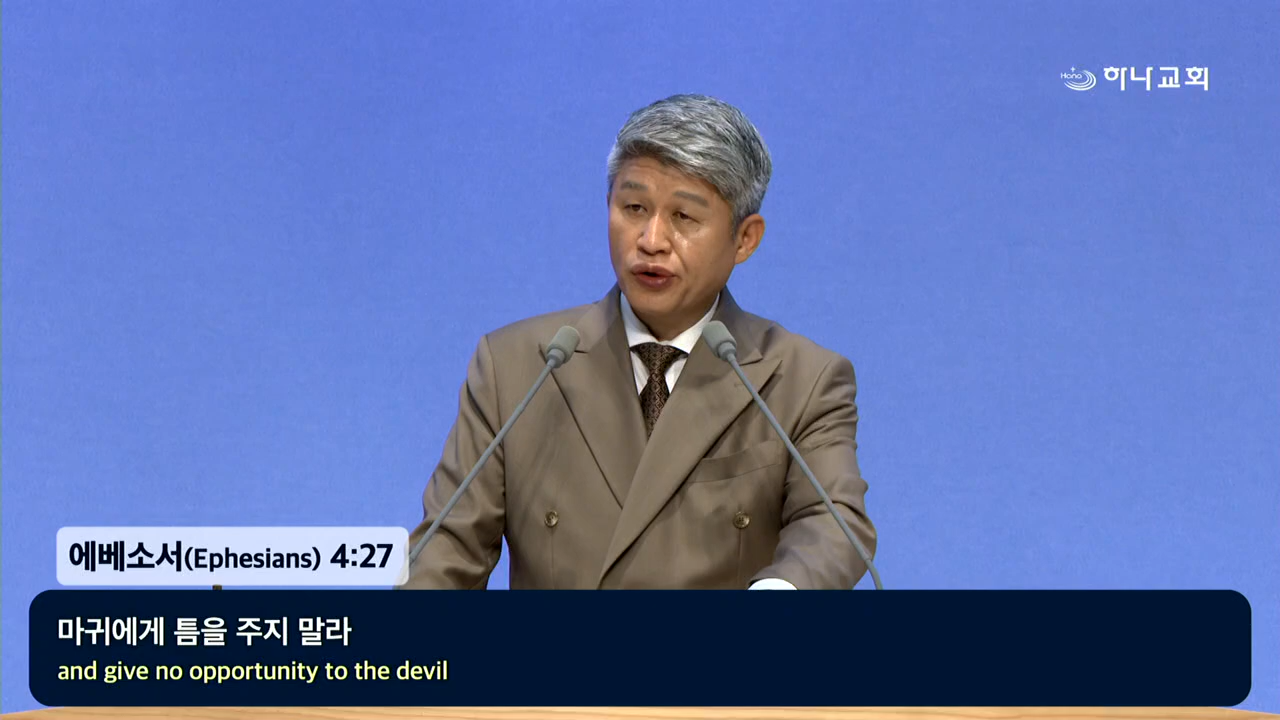 Hana 하나교회
에베소서(Ephesians) 4:27
마귀에게 틈을 주지 말라
and give no opportunity to the devil